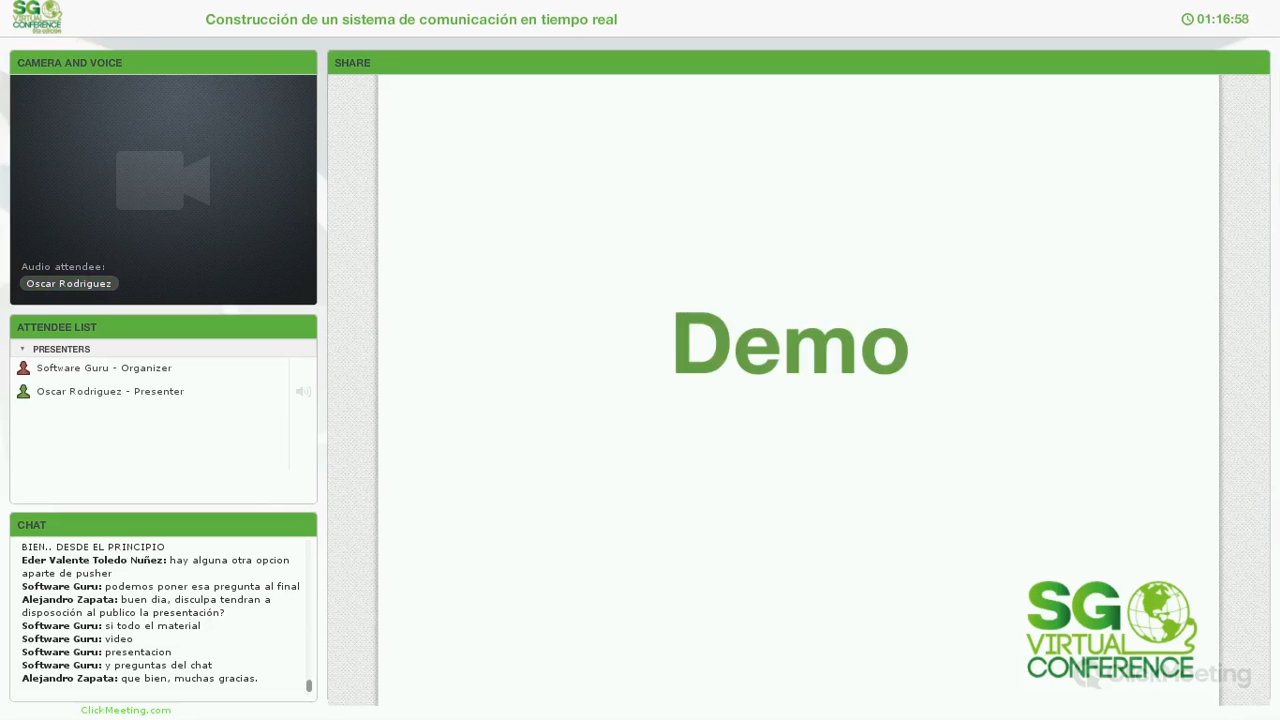 SG
VIRTUAL
CONFERENCE
Construcción de un sistema de comunicación en tiempo real
01:16:58
CAMERA AND VOICE
Audio attendee:
Oscar Rodriguez
ATTENDEE LIST
PRESENTERS
Software Guru - Organizer
Oscar Rodriguez - Presenter
CHAT
BIEN.. DESDE EL PRINCIPIO
Eder Valente Toledo Nuñez: hay alguna otra opcion
aparte de pusher
Software Guru: podemos poner esa pregunta al final
Alejandro Zapata: buen dia, disculpa tendran a
disposoción al publico la presentación?
Software Guru: si todo el material
Software Guru: video
Software Guru: presentacion
Software Guru: y preguntas del chat
Alejandro Zapata: que bien, muchas gracias.
ClickMeeting.com
SHARE
Demo
SG
VIRTUAL
CONFERENCE
ClickMeeting